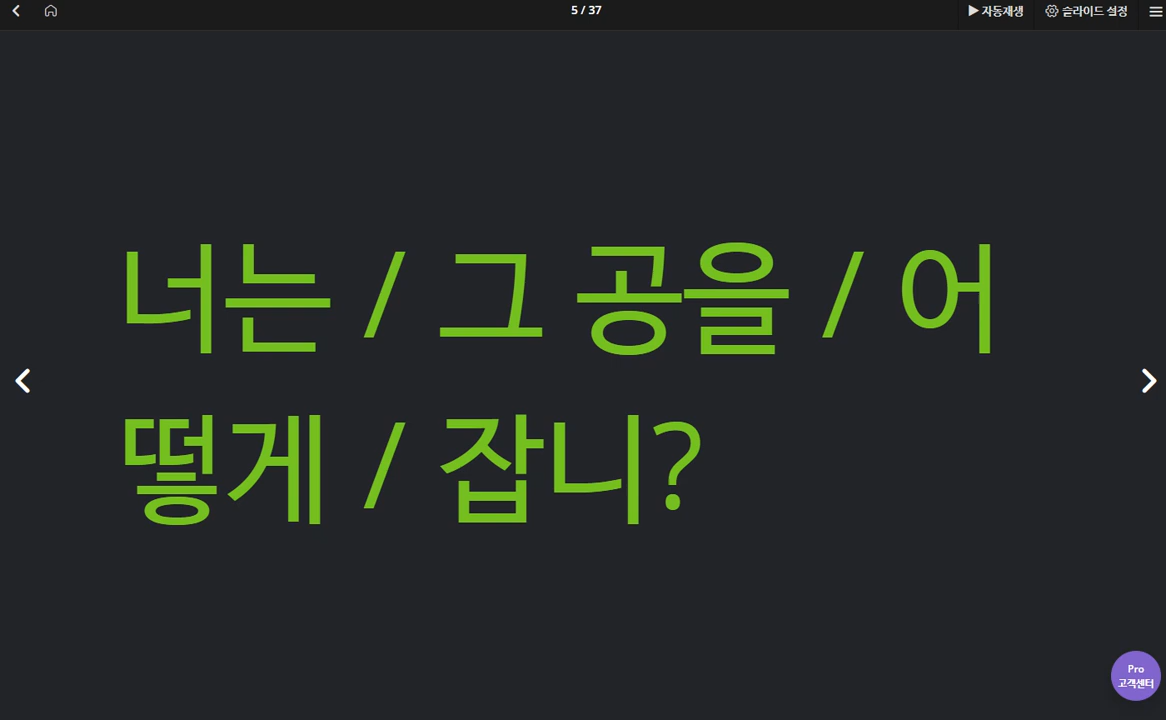 5 / 37
▶ 자동재생
슬라이드 설정
너는 / 그 공을 / 어
떻게 / 잡니?
Pro
고객센터